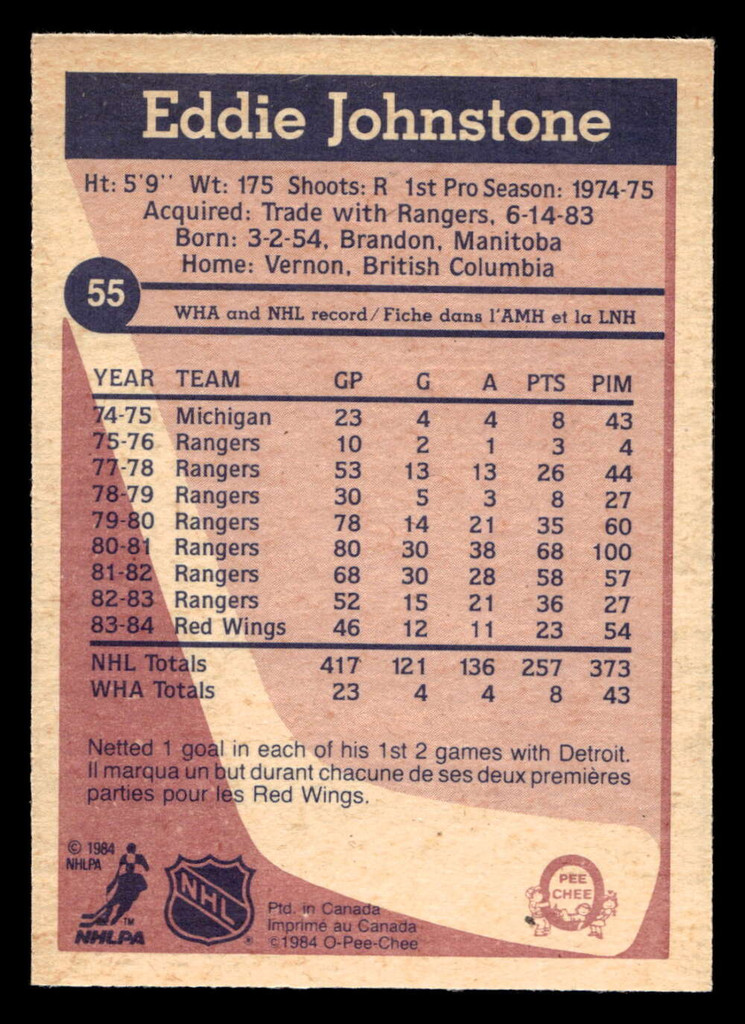 Eddie Johnstone
Ht: 5'9" Wt: 175 Shoots: R 1st Pro Season: 1974-75
Acquired: Trade with Rangers, 6-14-83
Born: 3-2-54, Brandon, Manitoba
Home: Vernon, British Columbia
55
WHA and NHL record/Fiche dans l'AMH et la LNH
YEAR TEAM GP G A PTS PIM
74-75 Michigan 23 4 4 8 43
75-76 Rangers 10 2 1 3 4
77-78 Rangers 53 13 13 26 44
78-79 Rangers 30 5 3 8 27
79-80 Rangers 78 14 21 35 60
80-81 Rangers 80 30 38 68 100
81-82 Rangers 68 30 28 58 57
82-83 Rangers 52 15 21 36 27
83-84 Red Wings 46 12 11 23 54
NHL Totals 417 121 136 257 373
WHA Totals 23 4 4 8 43
Netted 1 goal in each of his 1st 2 games with Detroit.
Il marqua un but durant chacune de ses deux premières
parties pour les Red Wings.
© 1984
NHLPA
TM
NHLPA
NHL
®
Ptd. in Canada
Imprimé au Canada
©1984 O-Pee-Chee
PEE
CHEE